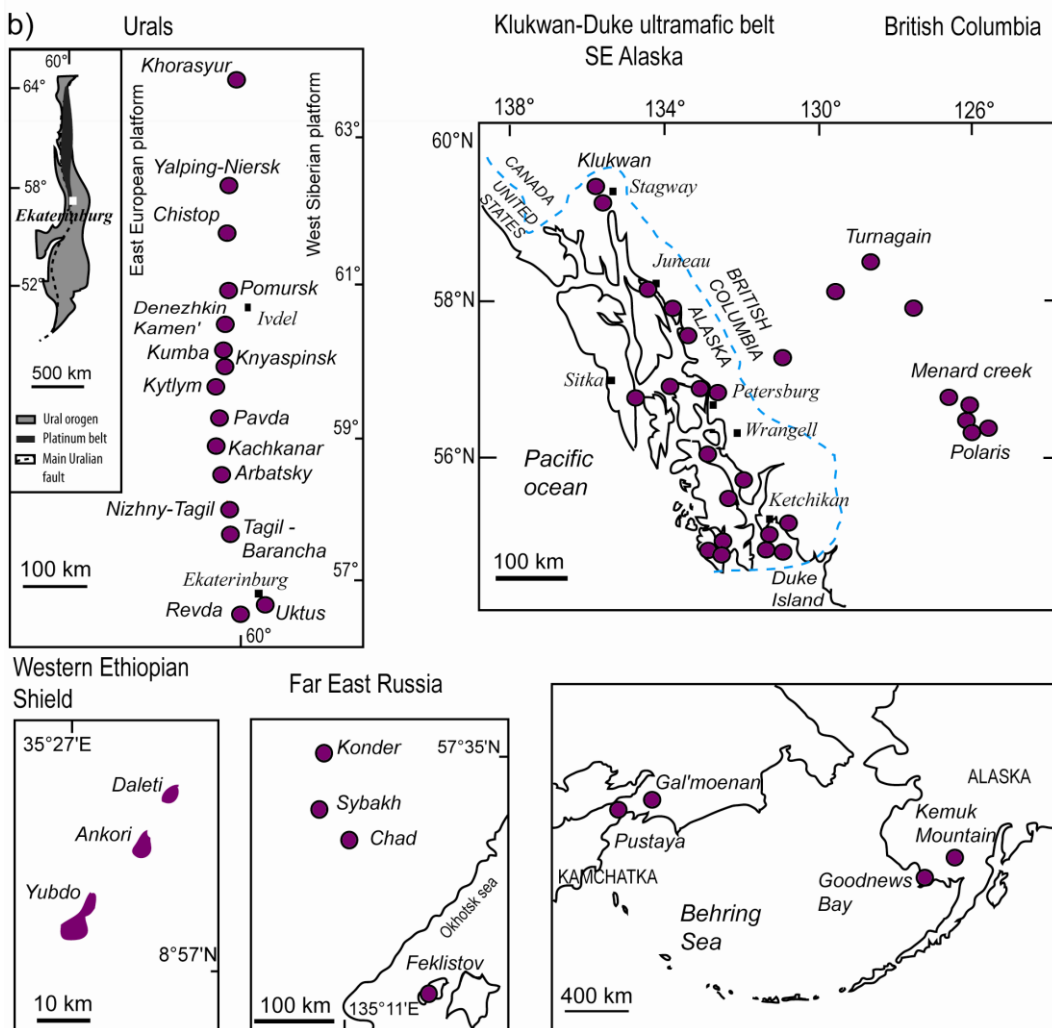 b)
Urals
60°
64°
58°
Ekaterinburg
52°
500 km
Ural orogen
Platinum belt
Main Uralian
fault
100 km
East European platform
West Siberian platform
Khorasyur
63°
Yalping-Niersk
Chistop
61°
Pomursk
Denezhkin
Kamen'
Ivdel
Kumba
Knyaspinsk
Kytlym
Pavda
59°
Kachkanar
Arbatsky
Nizhny-Tagil
Tagil -
Barancha
57°
Ekaterinburg
Revda
Uktus
60°
Klukwan-Duke ultramafic belt
SE Alaska
British Columbia
138°
134°
130°
126°
60°N
Klukwan
Stagway
CANADA
UNITED
STATES
Turnagain
Juneau
58°N
BRITISH
COLUMBIA
ALASKA
Menard creek
Sitka
Petersburg
Wrangell
Polaris
56°N
Pacific
ocean
Ketchikan
100 km
Duke
Island
Western Ethiopian
Shield
35°27'E
Daleti
Ankori
Yubdo
8°57'N
10 km
Far East Russia
57°35'N
Konder
Sybakh
Chad
Okhotsk sea
Feklistov
100 km
135°11'E
ALASKA
Gal'moenan
Kemuk
Mountain
Pustaya
KAMCHATKA
Goodnews
Bay
Behring
Sea
400 km